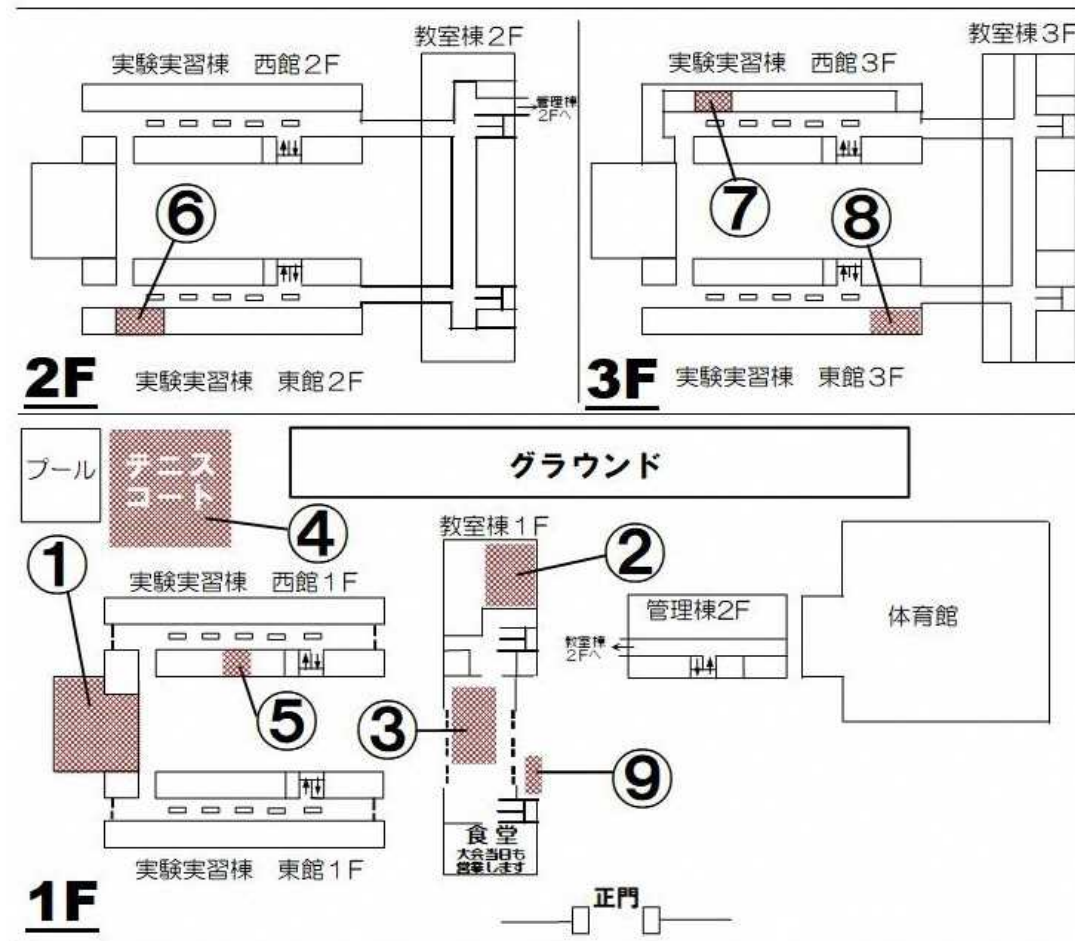 実験実習棟 西館2F
教室棟2F
管理棟
2Fへ
⑥
2F
実験実習棟 東館2F
実験実習棟 西館3F
教室棟3F
⑦
⑧
3F
実験実習棟 東館3F
プール
テニス
コート
グラウンド
④
①
実験実習棟 西館1F
教室棟1F
②
管理棟2F
教室棟
2Fへ
体育館
⑤
③
⑨
食堂
大会当日も
営業します
実験実習棟 東館1F
1F
正門